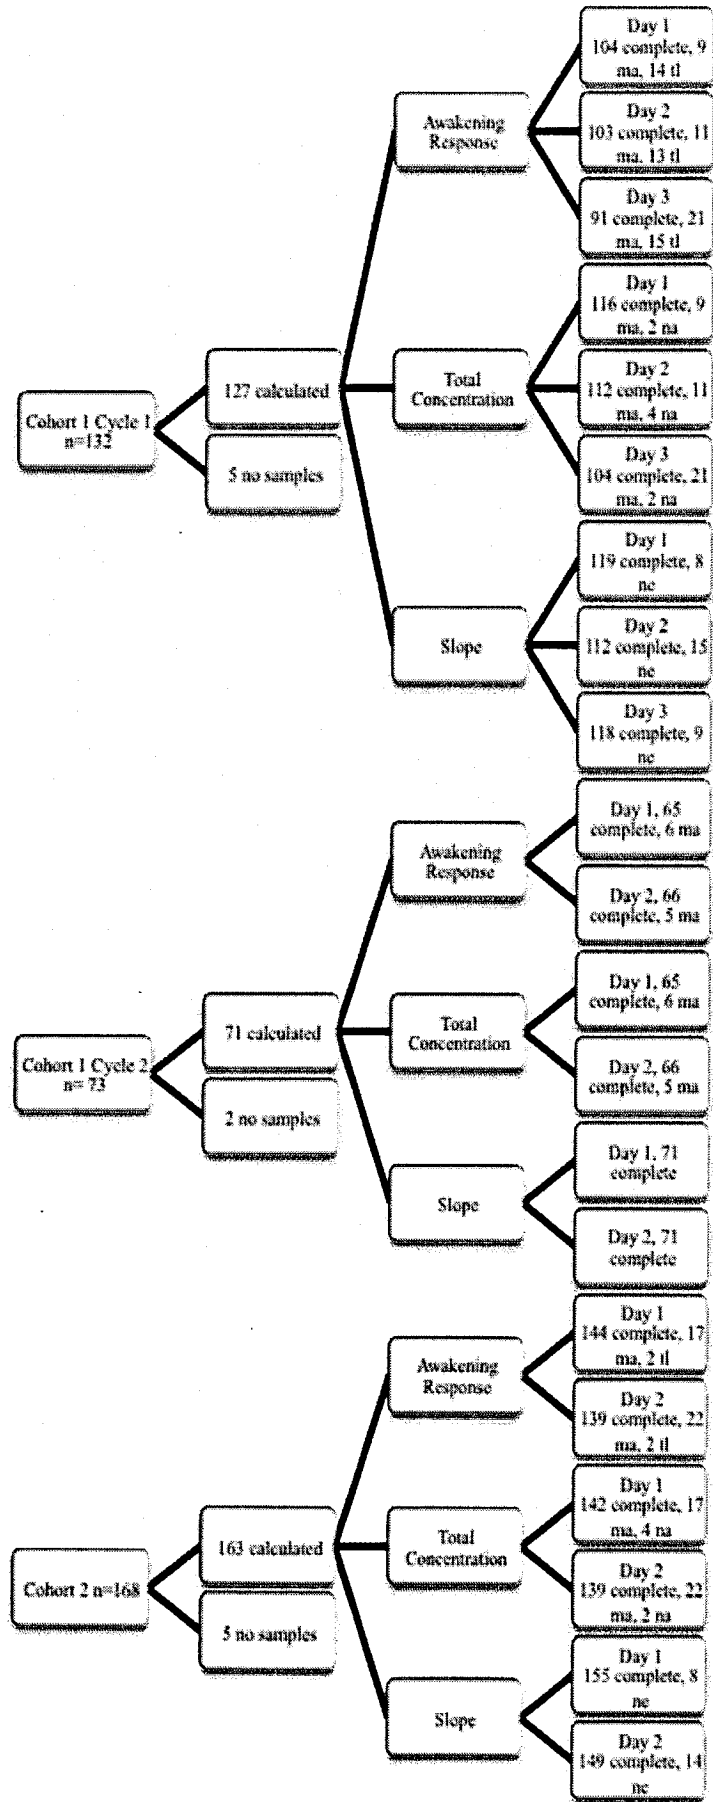 Cohort 1 Cycle 1
n=132
127 calculated
5 no samples
Awakening
Response
Day 1
104 complete, 9
ma, 14 tl
Day 2
103 complete, 11
ma, 13 tl
Day 3
91 complete, 21
ma, 15 tl
Total
Concentration
Day 1
116 complete, 9
ma, 2 na
Day 2
112 complete, 11
ma, 4 na
Day 3
104 complete, 21
ma, 2 na
Slope
Day 1
119 complete, 8
ne
Day 2
112 complete, 15
ne
Day 3
118 complete, 9
ne
Cohort 1 Cycle 2
n= 73
71 calculated
2 no samples
Awakening
Response
Day 1, 65
complete, 6 ma
Day 2, 66
complete, 5 ma
Total
Concentration
Day 1, 65
complete, 6 ma
Day 2, 66
complete, 5 ma
Slope
Day 1, 71
complete
Day 2, 71
complete
Cohort 2 n=168
163 calculated
5 no samples
Awakening
Response
Day 1
144 complete, 17
ma, 2 tl
Day 2
139 complete, 22
ma, 2 tl
Total
Concentration
Day 1
142 complete, 17
ma, 4 na
Day 2
139 complete, 22
ma, 2 na
Slope
Day 1
155 complete, 8
ne
Day 2
149 complete, 14
ne